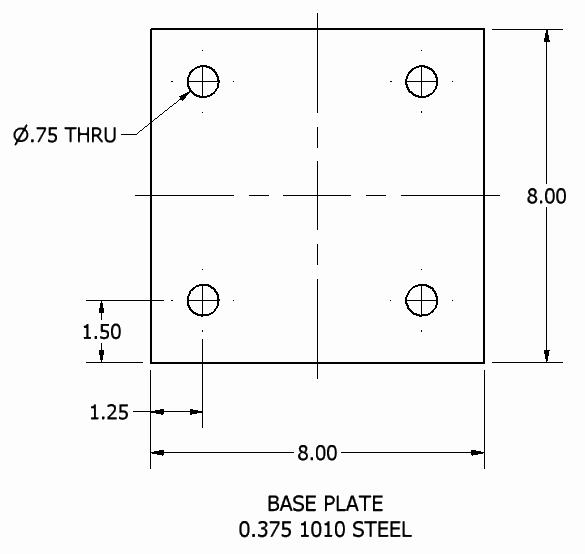 Ø.75 THRU
8.00
1.50
1.25
8.00
BASE PLATE
0.375 1010 STEEL